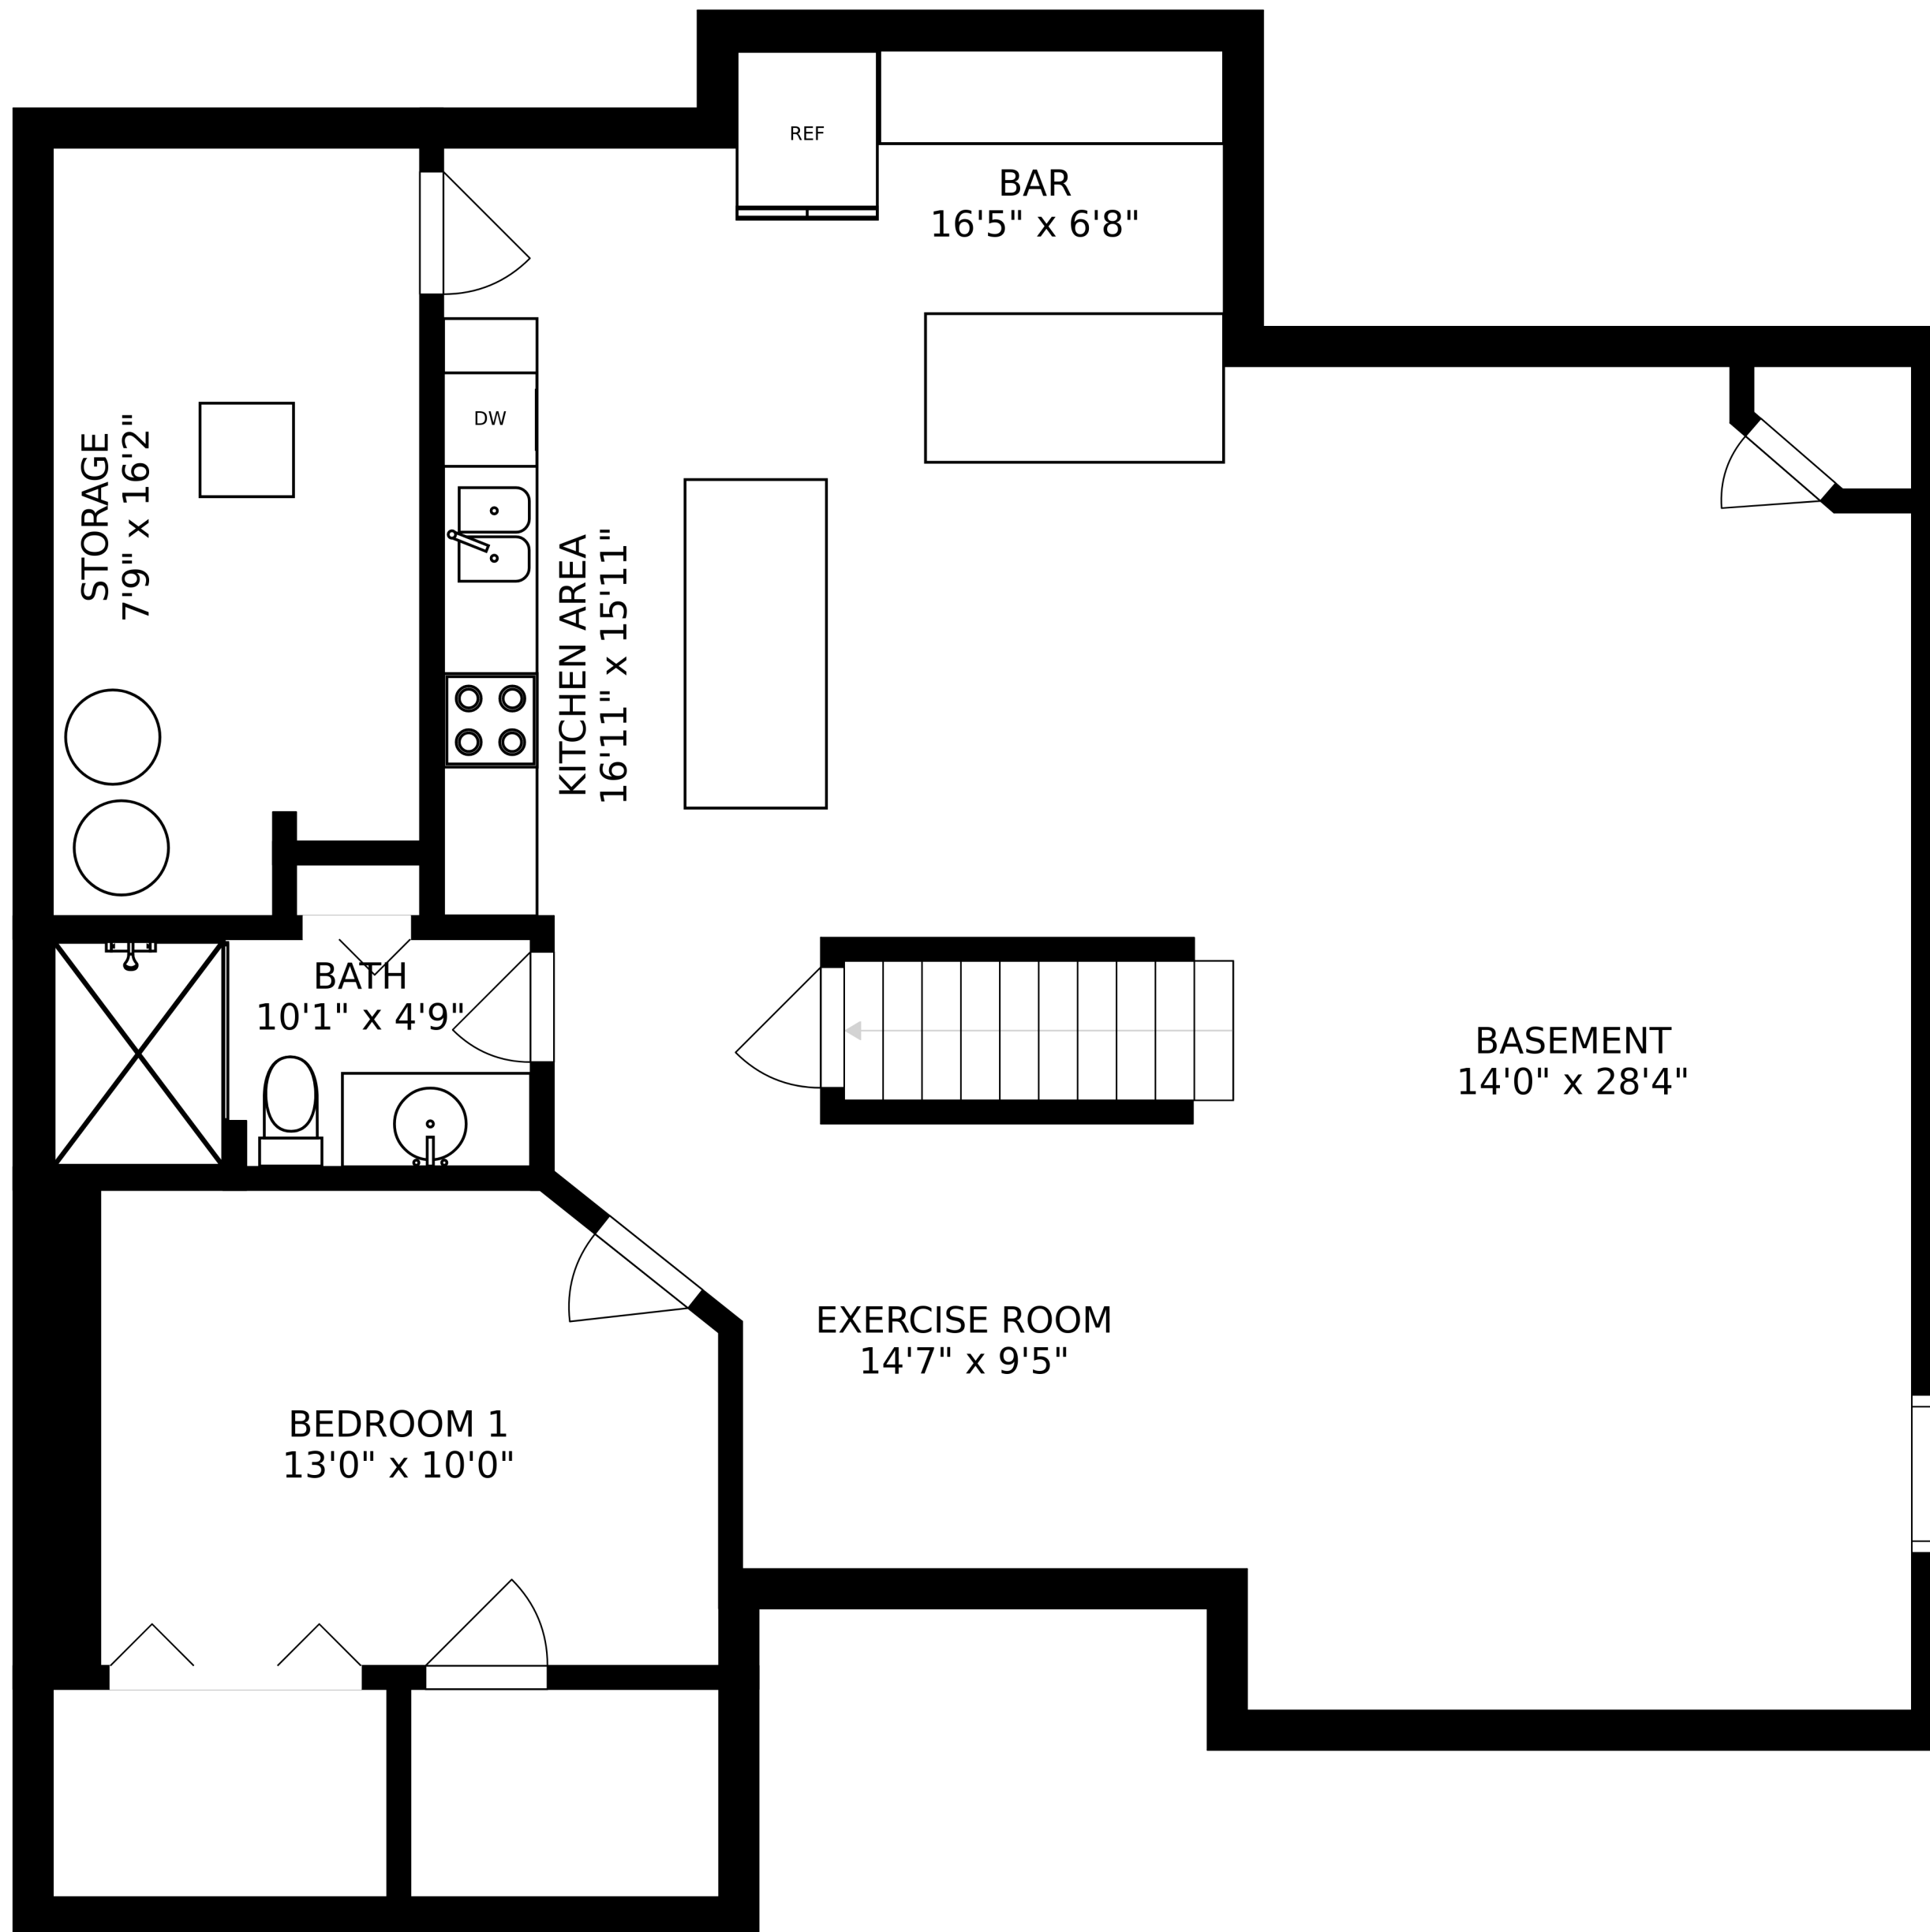 REF
BAR
16'5" x 6'8"
DW
STORAGE
7'9" x 16'2"
KITCHEN AREA
16'11" x 15'11"
BATH
10'1" x 4'9"
BASEMENT
14'0" x 28'4"
EXERCISE ROOM
14'7" x 9'5"
BEDROOM 1
13'0" x 10'0"